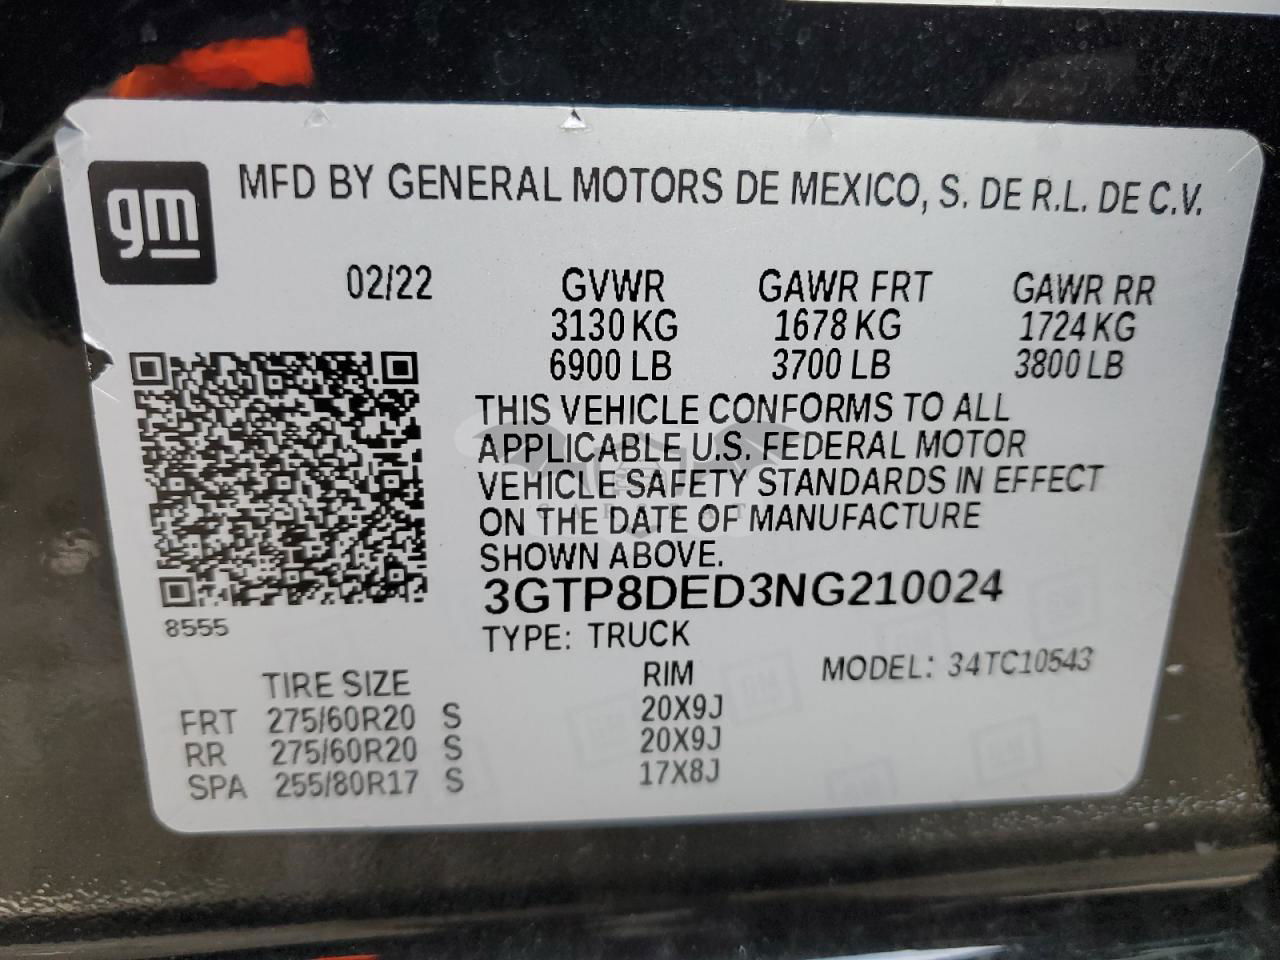 gm
MFD BY GENERAL MOTORS DE MEXICO, S. DE R.L. DE C.V.
02/22 GVWR GAWR FRT GAWR RR
3130 KG 1678 KG 1724 KG
6900 LB 3700 LB 3800 LB
THIS VEHICLE CONFORMS TO ALL
APPLICABLE U.S. FEDERAL MOTOR
VEHICLE SAFETY STANDARDS IN EFFECT
ON THE DATE OF MANUFACTURE
SHOWN ABOVE.
3GTP8DED3NG210024
8555
TYPE: TRUCK
TIRE SIZE RIM MODEL: 34TC10543
FRT 275/60R20 S 20X9J
RR 275/60R20 S 20X9J
SPA 255/80R17 S 17X8J